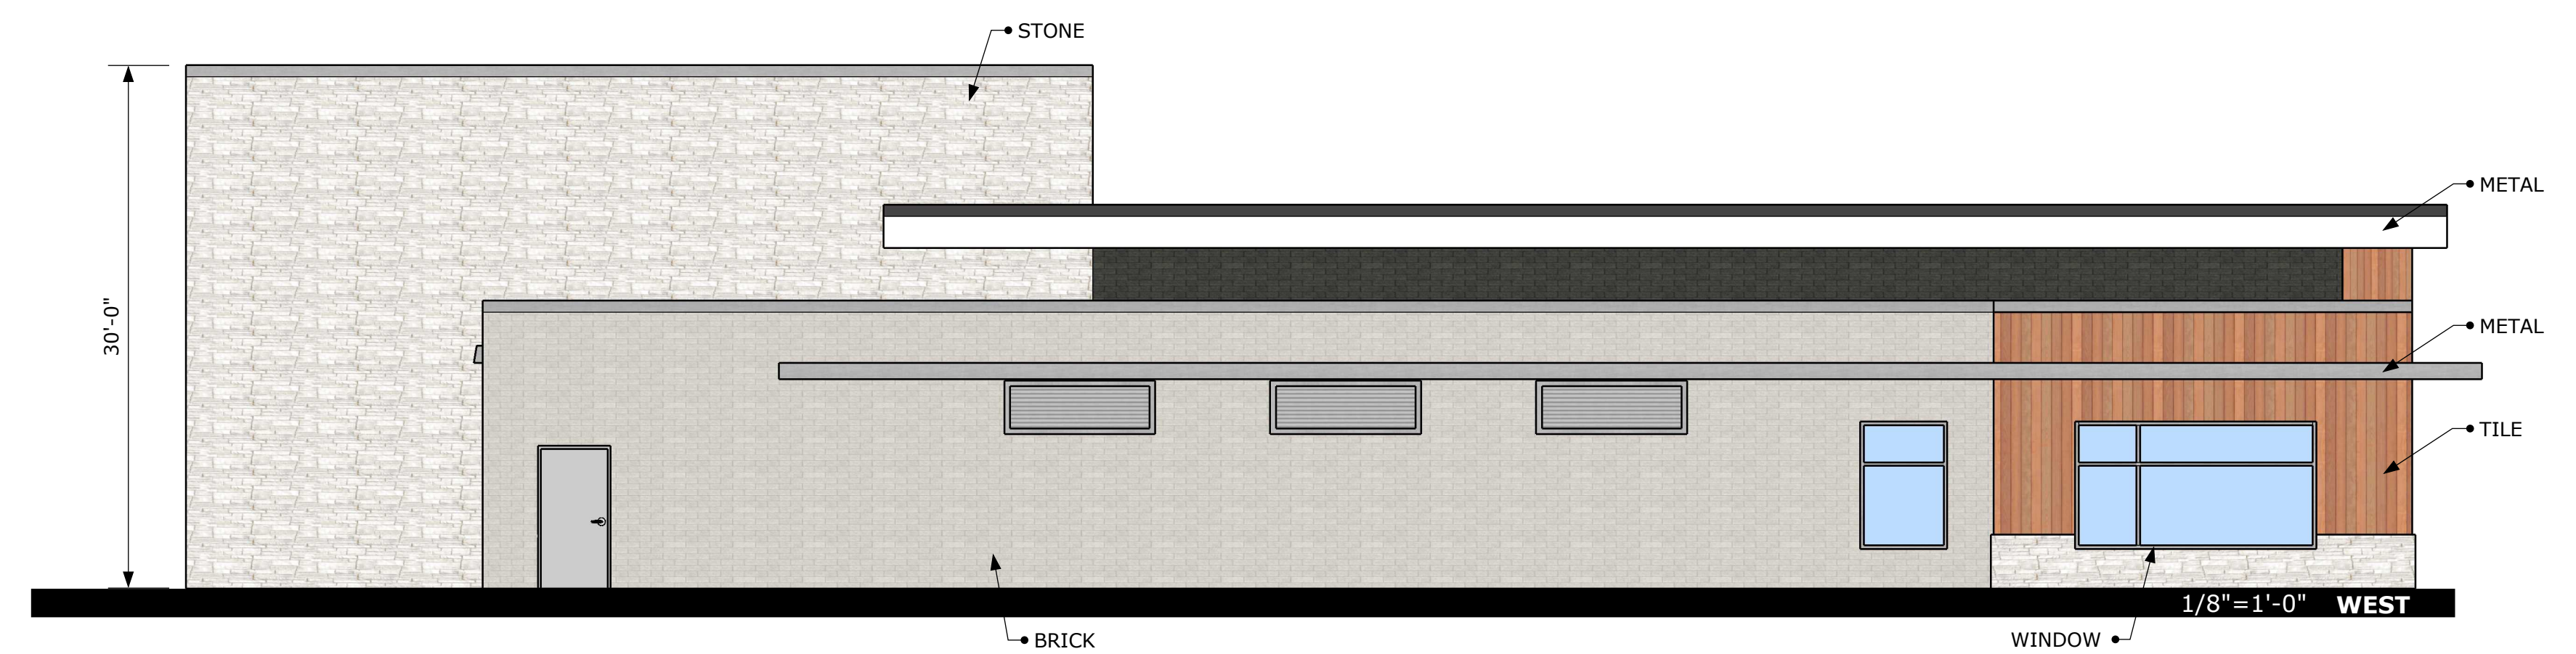 STONE
METAL
30'-0"
METAL
TILE
1/8"=1'-0" WEST
BRICK
WINDOW